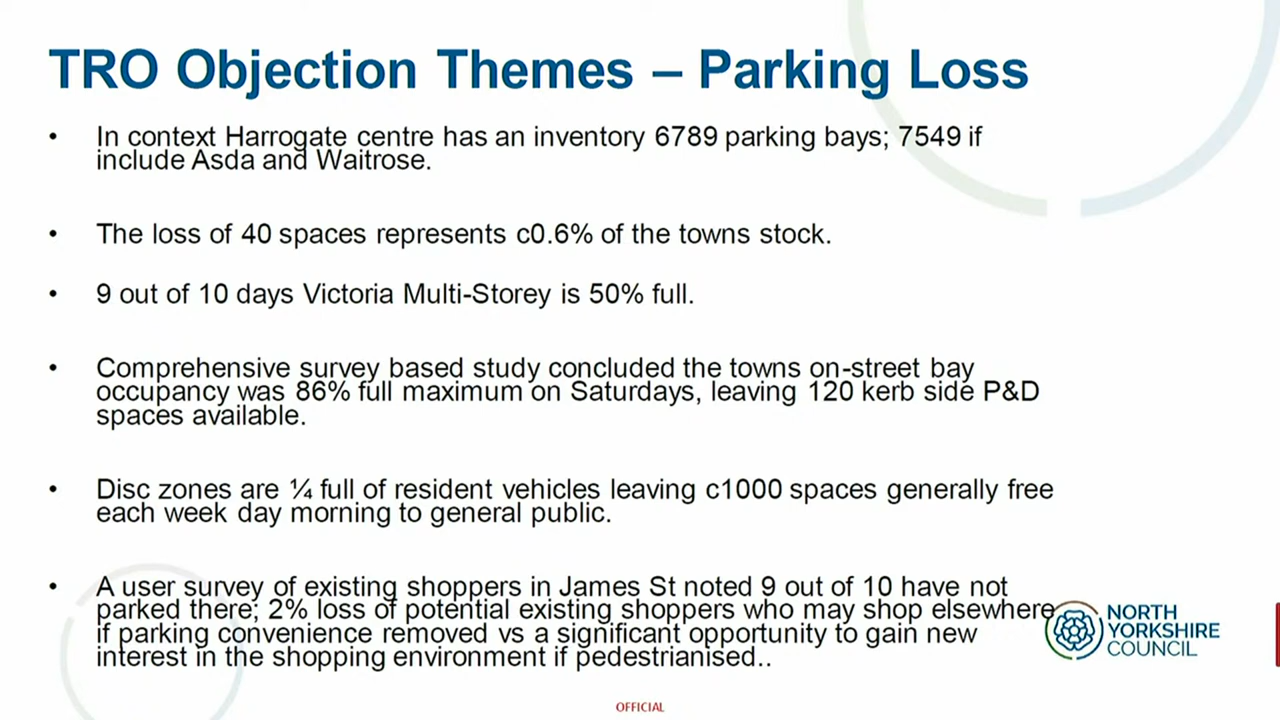 TRO Objection Themes – Parking Loss
• In context Harrogate centre has an inventory 6789 parking bays; 7549 if
include Asda and Waitrose.
• The loss of 40 spaces represents c0.6% of the towns stock.
• 9 out of 10 days Victoria Multi-Storey is 50% full.
• Comprehensive survey based study concluded the towns on-street bay
occupancy was 86% full maximum on Saturdays, leaving 120 kerb side P&D
spaces available.
• Disc zones are ¼ full of resident vehicles leaving c1000 spaces generally free
each week day morning to general public.
• A user survey of existing shoppers in James St noted 9 out of 10 have not
parked there; 2% loss of potential existing shoppers who may shop elsewhere
if parking convenience removed vs a significant opportunity to gain new
interest in the shopping environment if pedestrianised..
NORTH
YORKSHIRE
COUNCIL
OFFICIAL